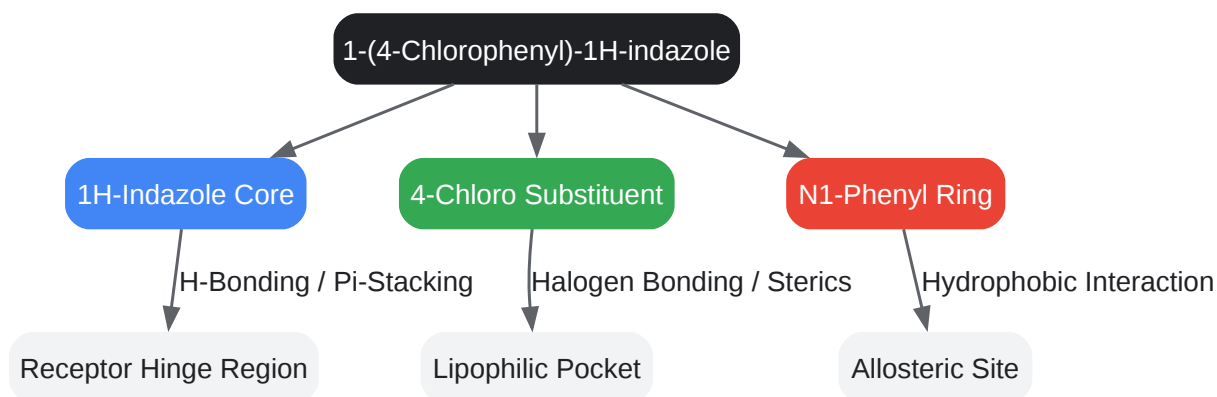 1-(4-Chlorophenyl)-1H-indazole
1H-Indazole Core
4-Chloro Substituent
N1-Phenyl Ring
H-Bonding / Pi-Stacking
Halogen Bonding / Sterics
Hydrophobic Interaction
Receptor Hinge Region
Lipophilic Pocket
Allosteric Site